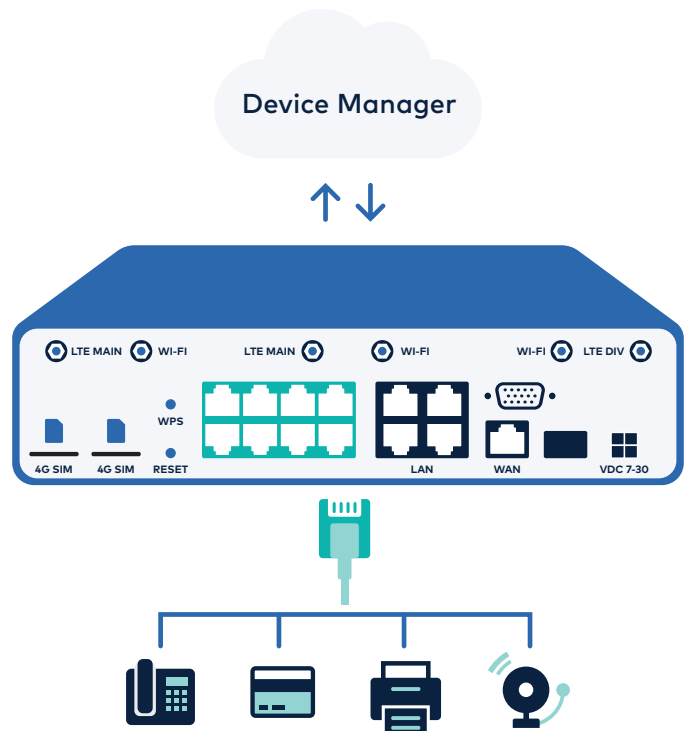 Device Manager
LTE MAIN WI-FI LTE MAIN WI-FI WI-FI LTE DIV
WPS
4G SIM 4G SIM RESET LAN WAN VDC 7-30